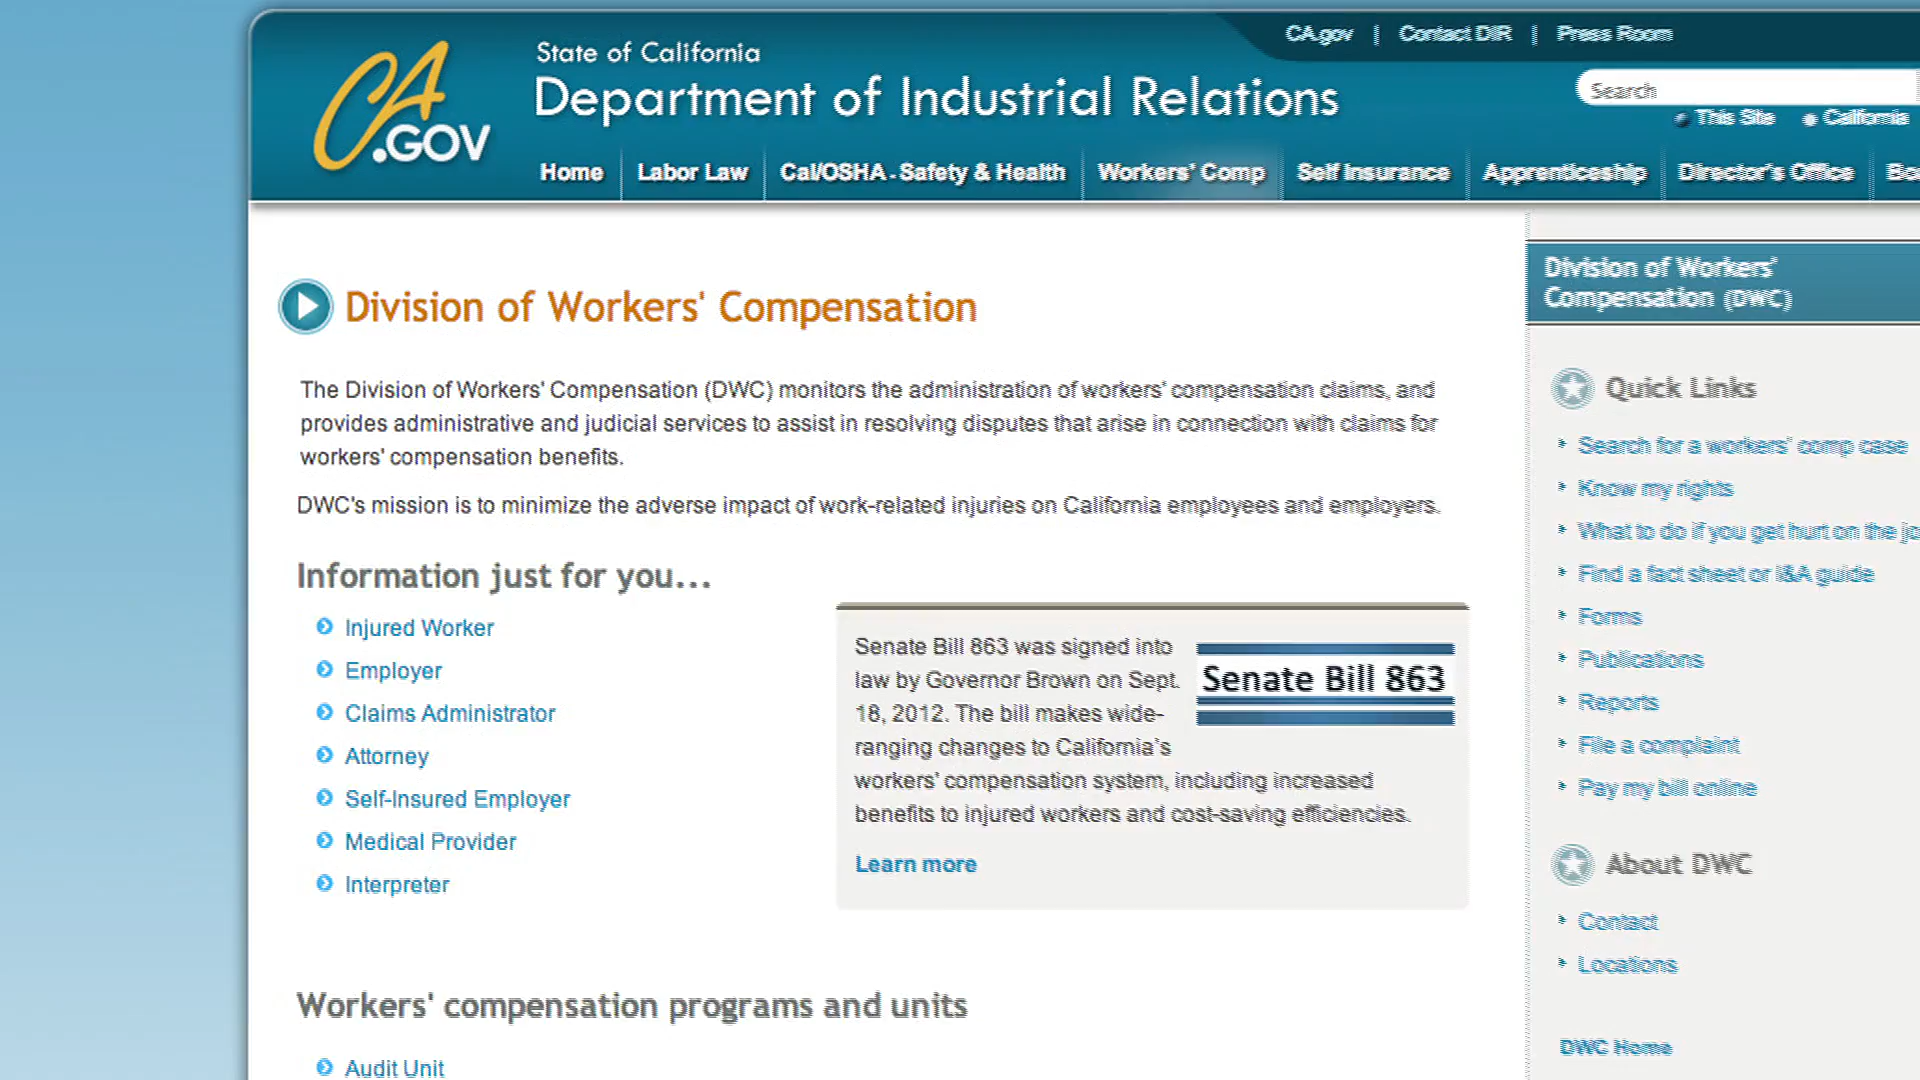 CA.GOV
State of California
Department of Industrial Relations
CA.gov | Contact DIR | Press Room
Search
This Site California
Home Labor Law Cal/OSHA - Safety & Health Workers' Comp Self Insurance Apprenticeship Director's Office
Division of Workers' Compensation
The Division of Workers' Compensation (DWC) monitors the administration of workers' compensation claims, and
provides administrative and judicial services to assist in resolving disputes that arise in connection with claims for
workers' compensation benefits.
DWC's mission is to minimize the adverse impact of work-related injuries on California employees and employers.
Information just for you...
Injured Worker
Employer
Claims Administrator
Attorney
Self-Insured Employer
Medical Provider
Interpreter
Senate Bill 863 was signed into
law by Governor Brown on Sept.
18, 2012. The bill makes wide-
ranging changes to California's
workers' compensation system, including increased
benefits to injured workers and cost-saving efficiencies.
Senate Bill 863
Learn more
Workers' compensation programs and units
Audit Unit
Division of Workers'
Compensation (DWC)
Quick Links
Search for a workers' comp case
Know my rights
What to do if you get hurt on the
Find a fact sheet or I&A guide
Forms
Publications
Reports
File a complaint
Pay my bill online
About DWC
Contact
Locations
DWC Home